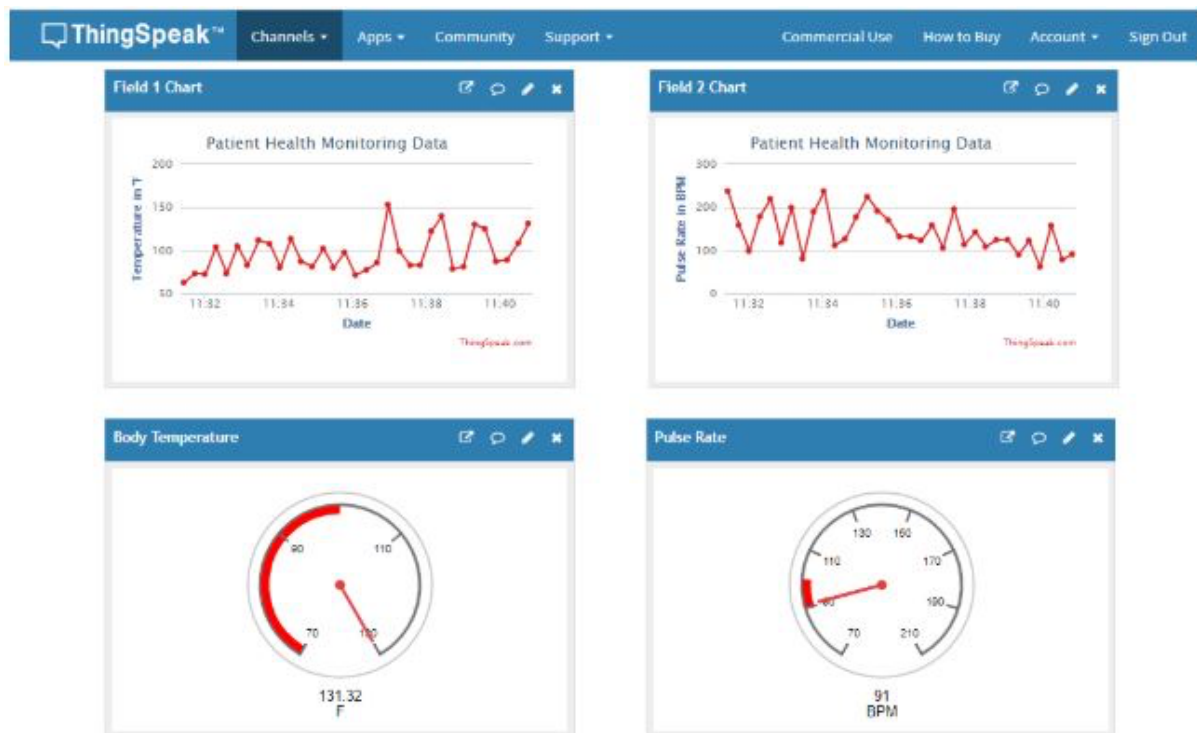 ThingSpeak™ Channels Apps Community Support Commercial Use How to Buy Account Sign Out
Field 1 Chart
Patient Health Monitoring Data
Temperature in °F
200
150
100
50
11:32 11:34 11:36 11:38 11:40
Date
ThingSpeak.com
Field 2 Chart
Patient Health Monitoring Data
Pulse Rate in BPM
300
200
100
0
11:32 11:34 11:36 11:38 11:40
Date
ThingSpeak.com
Body Temperature
90 110
70
131.32
F
Pulse Rate
130 150
110 170
190
70 210
91
BPM